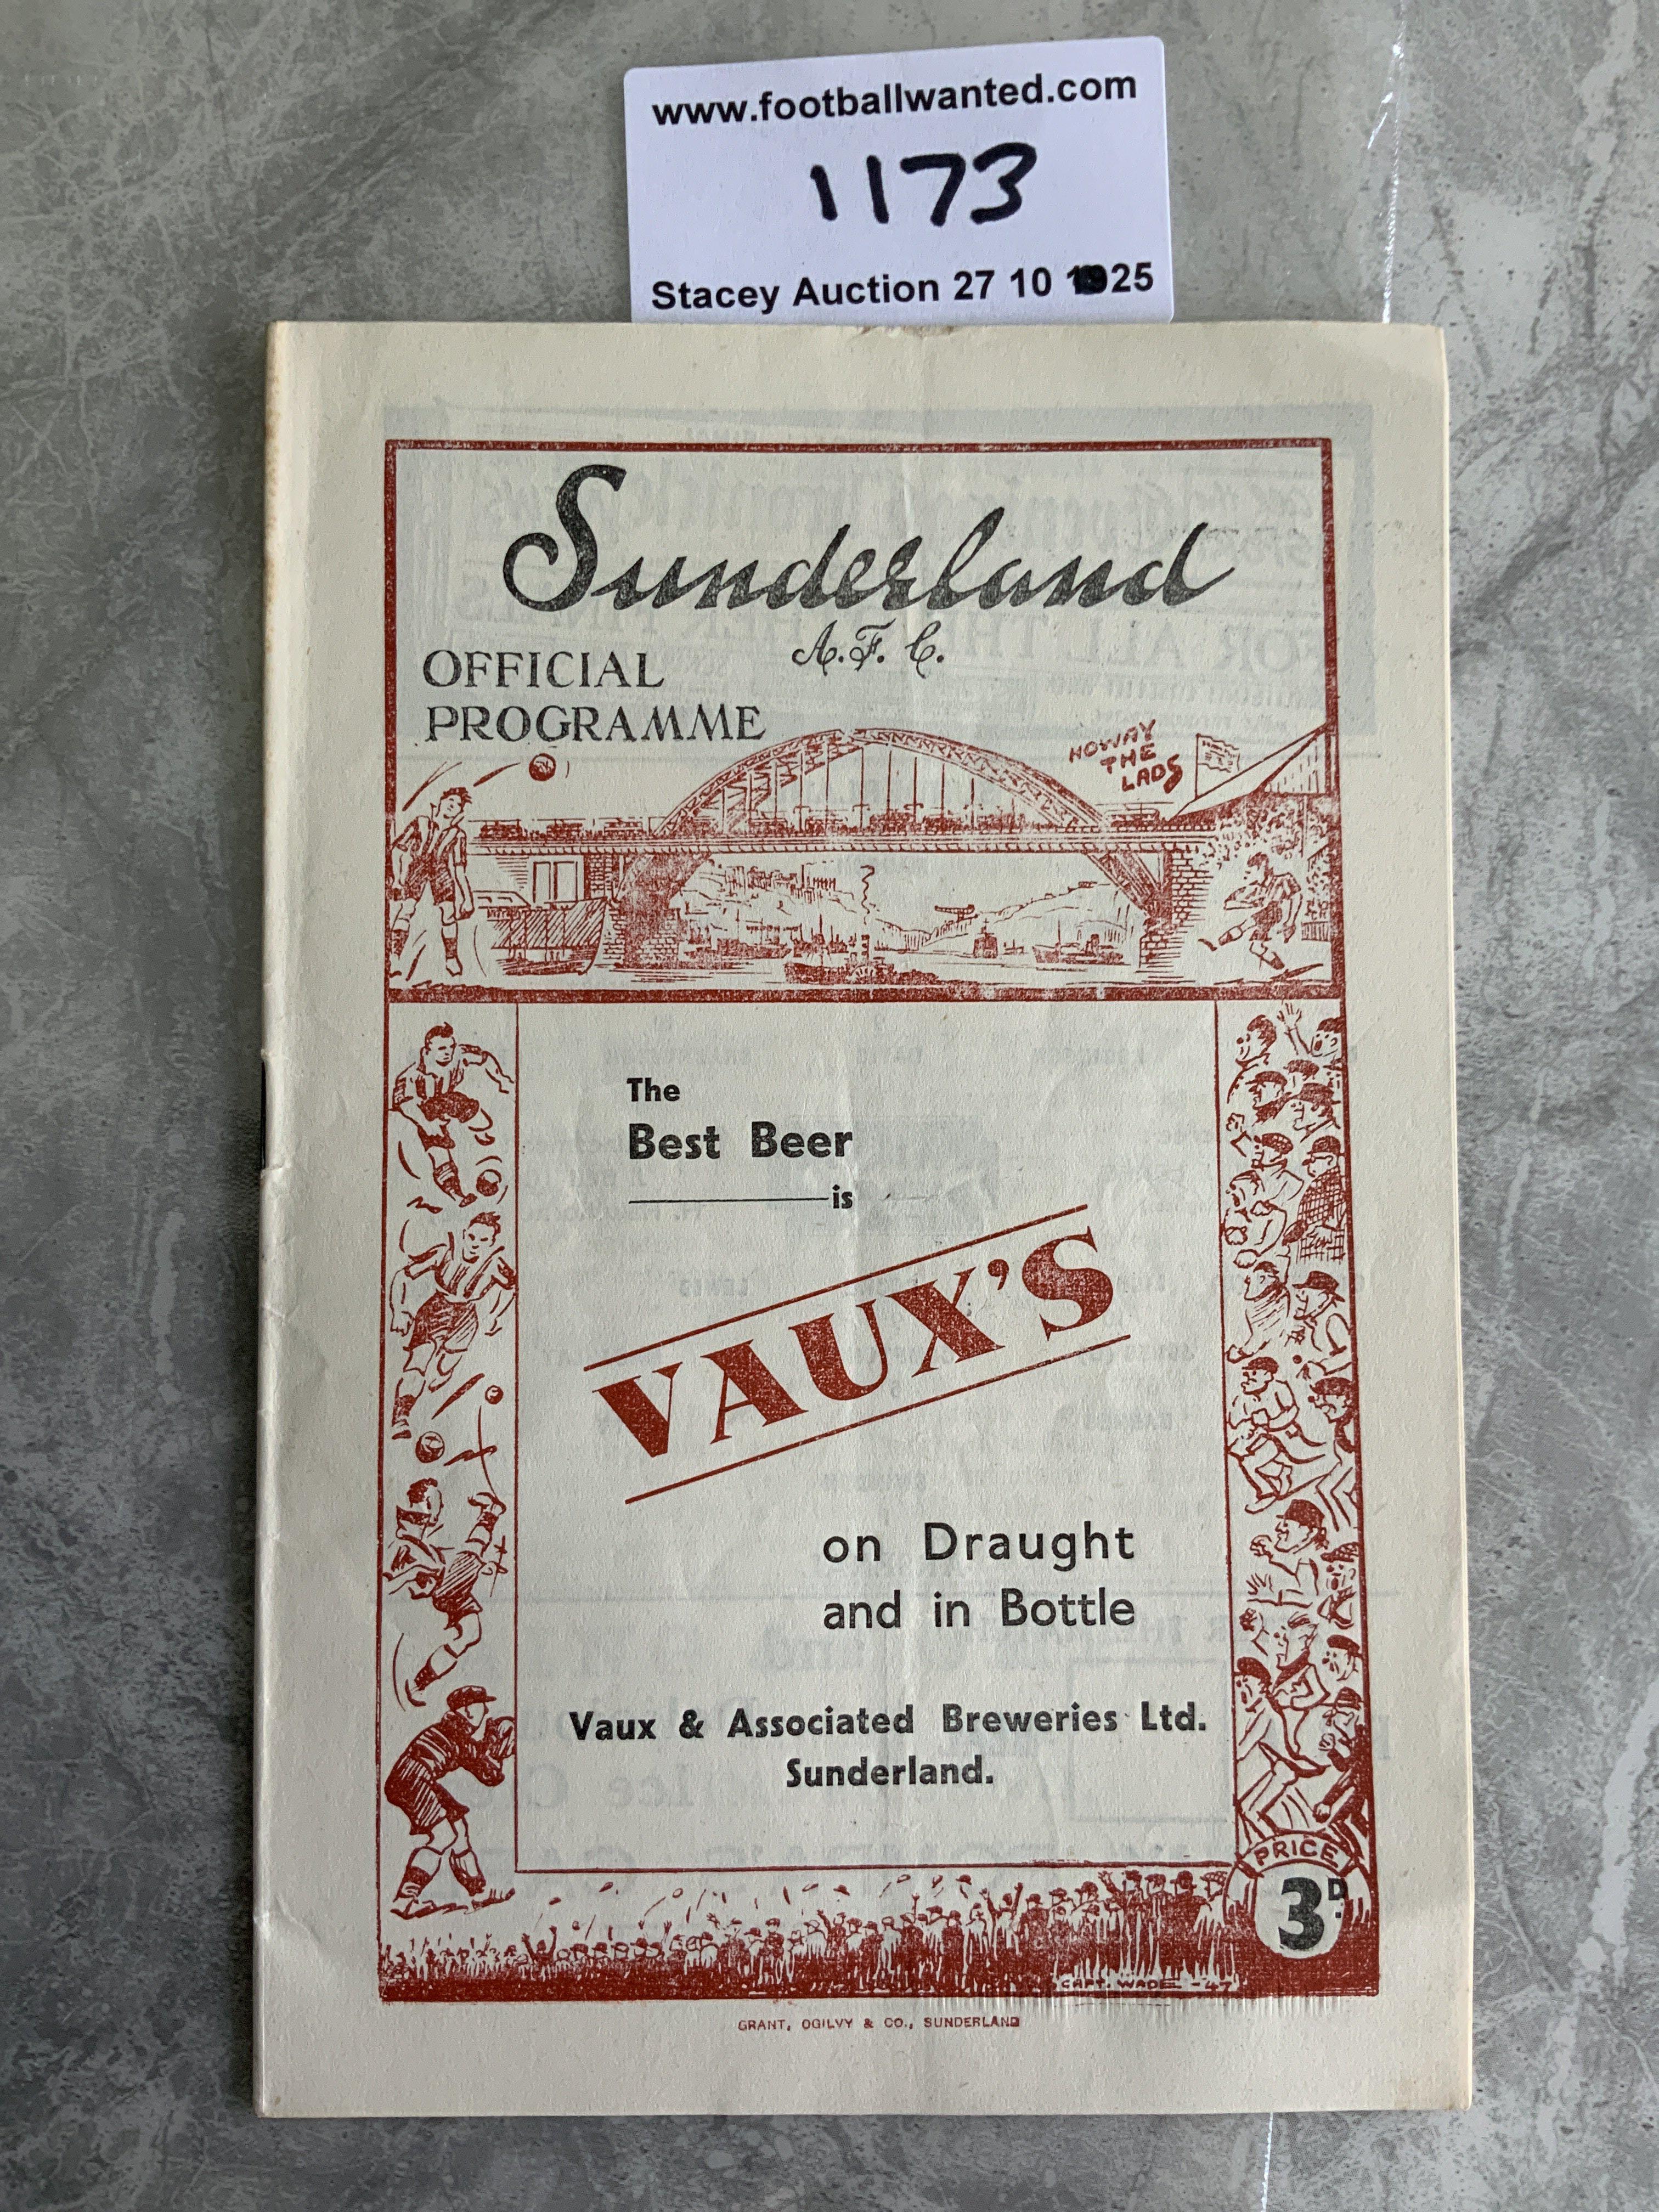 www.footballwanted.com
1173
Stacey Auction 27 10 1925
Sunderland
A.F.C.
OFFICIAL
PROGRAMME
HOWAY
THE
LADS
The
Best Beer
is
VAUX'S
on Draught
and in Bottle
Vaux & Associated Breweries Ltd.
Sunderland.
PRICE
3D.
CAPT. WADE -47
GRANT, OGILVY & CO., SUNDERLAND